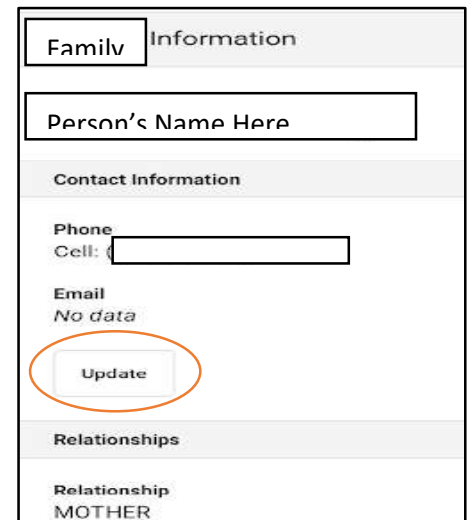 Family Information
Person's Name Here
Contact Information
Phone
Cell: (
Email
No data
Update
Relationships
Relationship
MOTHER